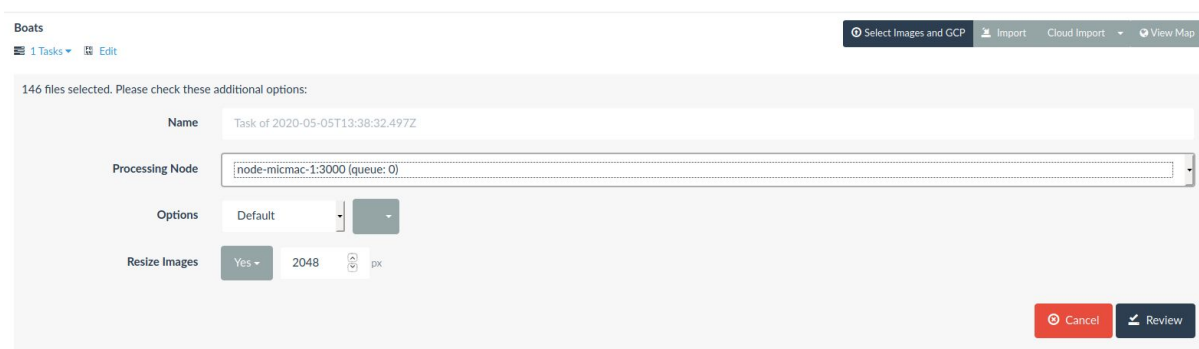 Boats
Select Images and GCP Import Cloud Import View Map
1 Tasks Edit
146 files selected. Please check these additional options:
Name Task of 2020-05-05T13:38:32.497Z
Processing Node node-micmac-1:3000 (queue: 0)
Options Default
Resize Images Yes 2048 px
Cancel Review